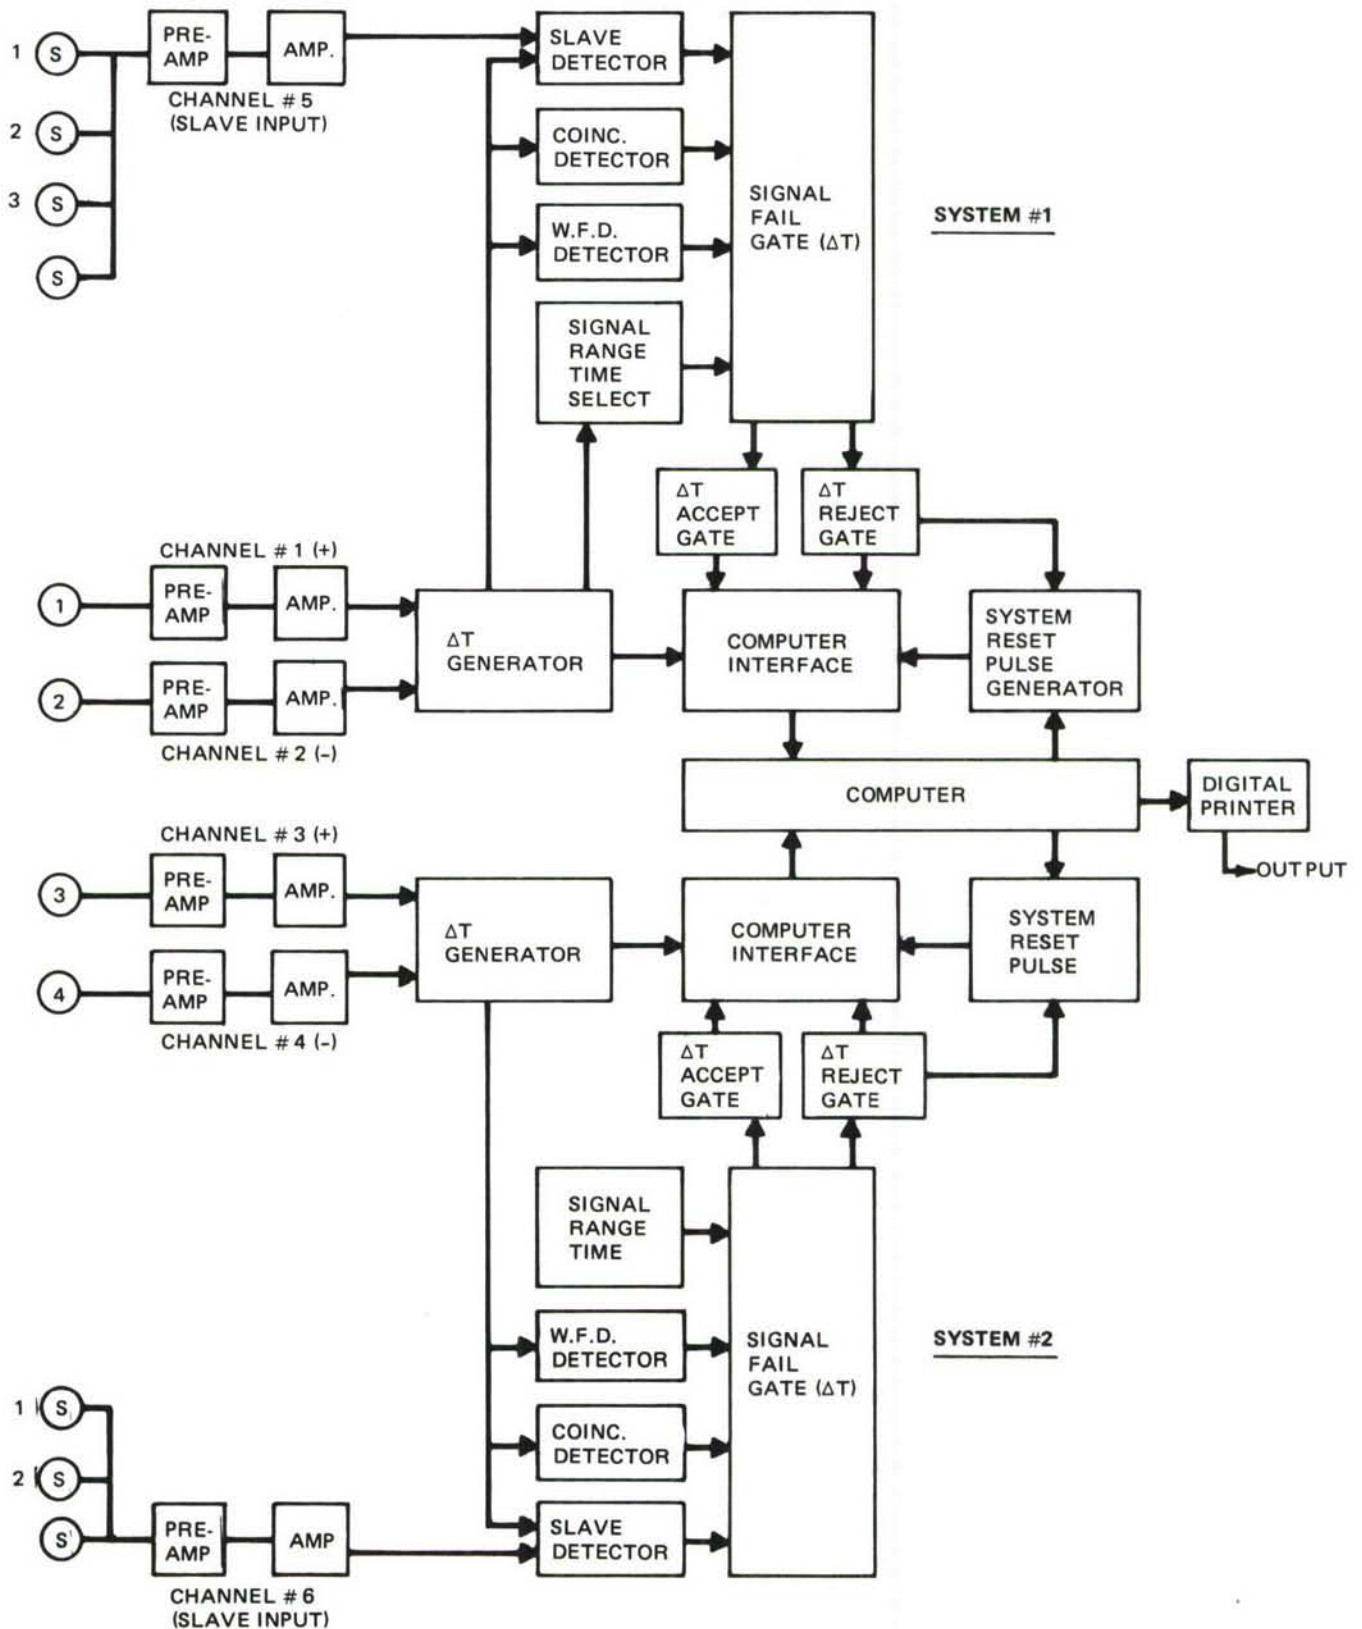 1 S
PRE-
AMP
AMP.
CHANNEL # 5
(SLAVE INPUT)
2 S
3 S
S
SLAVE
DETECTOR
COINC.
DETECTOR
W.F.D.
DETECTOR
SIGNAL
RANGE
TIME
SELECT
SIGNAL
FAIL
GATE (ΔT)
SYSTEM #1
ΔT
ACCEPT
GATE
ΔT
REJECT
GATE
CHANNEL # 1 (+)
1
PRE-
AMP
AMP.
2
PRE-
AMP
AMP.
CHANNEL # 2 (-)
ΔT
GENERATOR
COMPUTER
INTERFACE
SYSTEM
RESET
PULSE
GENERATOR
COMPUTER
DIGITAL
PRINTER
OUTPUT
CHANNEL # 3 (+)
3
PRE-
AMP
AMP.
4
PRE-
AMP
AMP.
CHANNEL # 4 (-)
ΔT
GENERATOR
COMPUTER
INTERFACE
SYSTEM
RESET
PULSE
ΔT
ACCEPT
GATE
ΔT
REJECT
GATE
SIGNAL
RANGE
TIME
W.F.D.
DETECTOR
COINC.
DETECTOR
SLAVE
DETECTOR
SIGNAL
FAIL
GATE (ΔT)
SYSTEM #2
1 S
2 S
S
PRE-
AMP
AMP
CHANNEL # 6
(SLAVE INPUT)